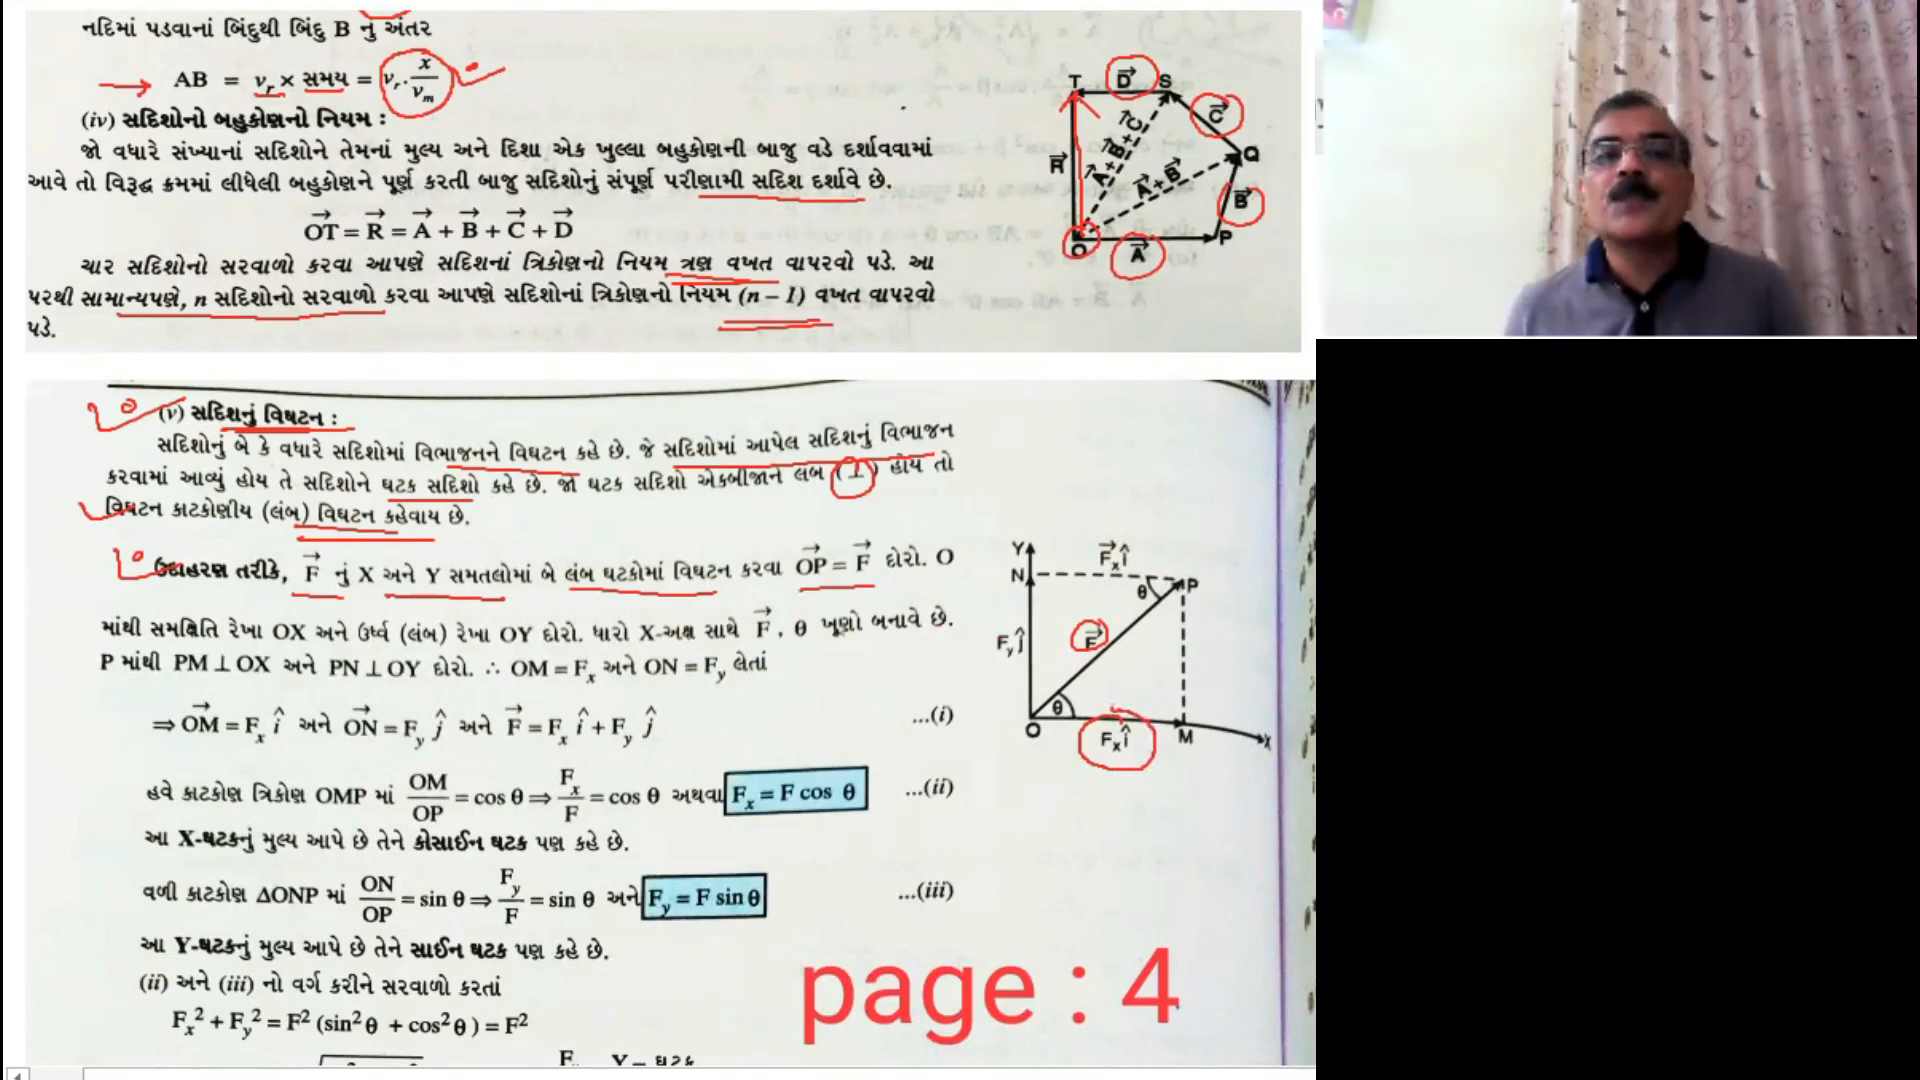 નદિમાં પડવાનાં બિંદુથી બિંદુ B નું અંતર
AB = v_r × સમય = v_r · x / v_m
(iv) સદિશોનો બહુકોણનો નિયમ :
જો વધારે સંખ્યાનાં સદિશોને તેમનાં મુલ્ય અને દિશા એક ખુલ્લા બહુકોણની બાજુ વડે દર્શાવવામાં
આવે તો વિરૂદ્ધ ક્રમમાં લીધેલી બહુકોણને પૂર્ણ કરતી બાજુ સદિશોનું સંપૂર્ણ પરીણામી સદિશ દર્શાવે છે.
OT⃗ = R⃗ = A⃗ + B⃗ + C⃗ + D⃗
ચાર સદિશોનો સરવાળો કરવા આપણે સદિશનાં ત્રિકોણનો નિયમ ત્રણ વખત વાપરવો પડે. આ
પરથી સામાન્યપણે, n સદિશોનો સરવાળો કરવા આપણે સદિશોનાં ત્રિકોણનો નિયમ (n – 1) વખત વાપરવો
પડે.
T D⃗ S
C⃗
R⃗ A⃗+B⃗+C⃗ Q
A⃗+B⃗ B⃗
O A⃗ P
(v) સદિશનું વિઘટન :
સદિશોનું બે કે વધારે સદિશોમાં વિભાજનને વિઘટન કહે છે. જે સદિશોમાં આપેલ સદિશનું વિભાજન
કરવામાં આવ્યું હોય તે સદિશોને ઘટક સદિશો કહે છે. જો ઘટક સદિશો એકબીજાને લંબ (⊥) હોય તો
વિઘટન કાટકોણીય (લંબ) વિઘટન કહેવાય છે.
ઉદાહરણ તરીકે, F⃗ નું X અને Y સમતલોમાં બે લંબ ઘટકોમાં વિઘટન કરવા OP⃗ = F⃗ દોરો. O
માંથી સમક્ષિતિ રેખા OX અને ઉર્ધ્વ (લંબ) રેખા OY દોરો. ધારો X-અક્ષ સાથે F⃗, θ ખૂણો બનાવે છે.
P માંથી PM ⊥ OX અને PN ⊥ OY દોરો. ∴ OM = F_x અને ON = F_y લેતાં
⇒ OM⃗ = F_x î અને ON⃗ = F_y ĵ અને F⃗ = F_x î + F_y ĵ ...(i)
હવે કાટકોણ ત્રિકોણ OMP માં OM/OP = cos θ ⇒ F_x/F = cos θ અથવા F_x = F cos θ ...(ii)
આ X-ઘટકનું મુલ્ય આપે છે તેને કોસાઈન ઘટક પણ કહે છે.
વળી કાટકોણ ΔONP માં ON/OP = sin θ ⇒ F_y/F = sin θ અને F_y = F sin θ ...(iii)
આ Y-ઘટકનું મુલ્ય આપે છે તેને સાઈન ઘટક પણ કહે છે.
(ii) અને (iii) નો વર્ગ કરીને સરવાળો કરતાં
F_x² + F_y² = F² (sin²θ + cos²θ) = F²
Y F⃗_x î
N θ P
F_y ĵ F⃗
O θ F_x î M X
page : 4